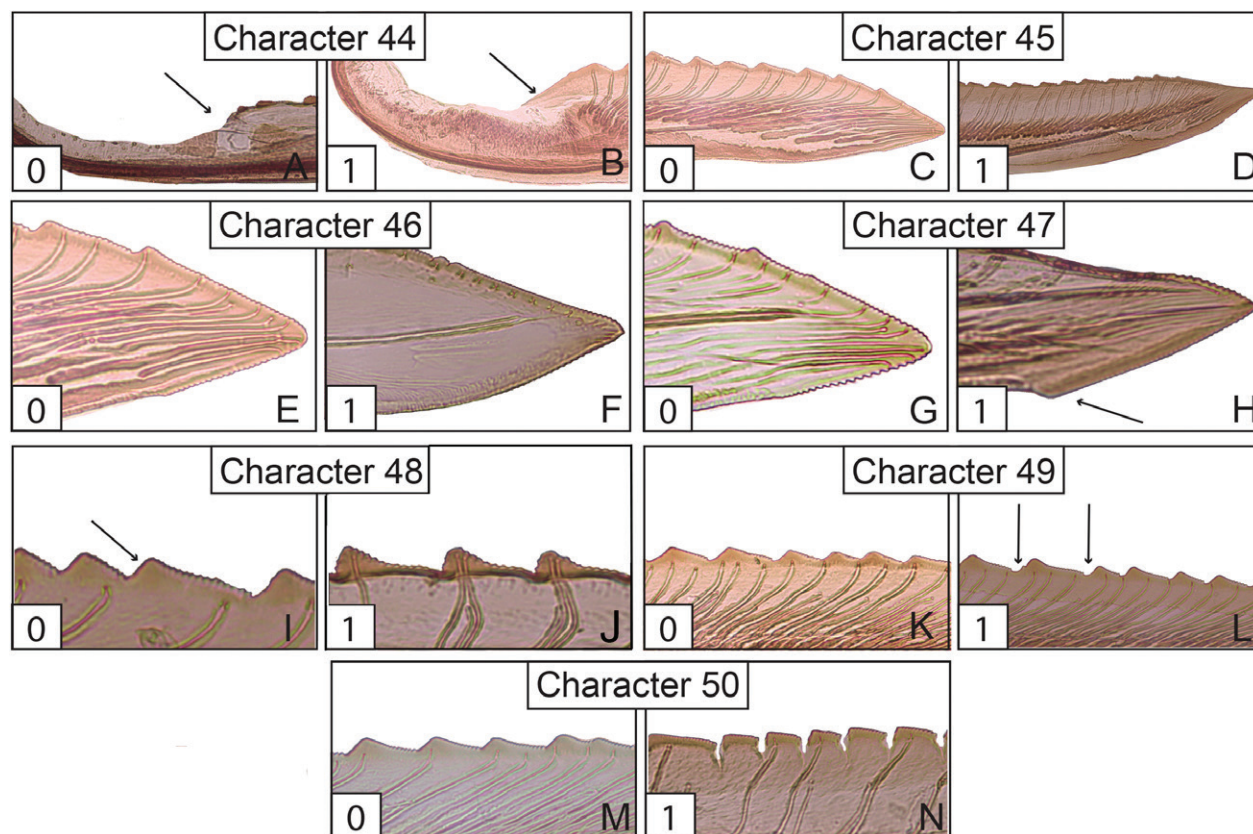 Character 44
Character 45
0 A 1 B 0 C 1 D
Character 46
Character 47
0 E 1 F 0 G 1 H
Character 48
Character 49
0 I 1 J 0 K 1 L
Character 50
0 M 1 N